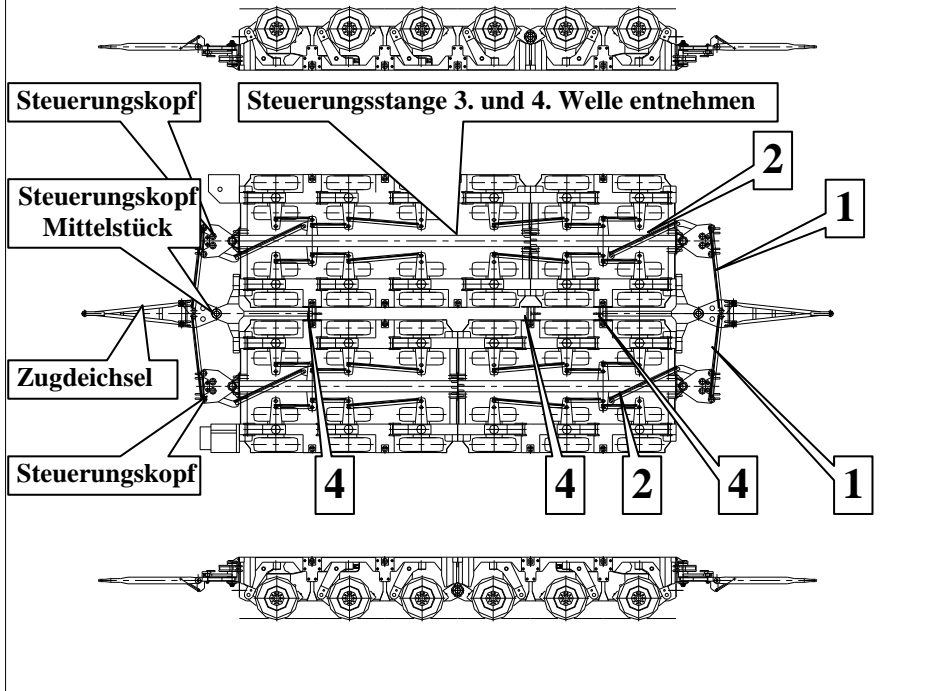 Steuerungskopf
Steuerungsstange 3. und 4. Welle entnehmen
2
Steuerungskopf
Mittelstück
1
Zugdeichsel
Steuerungskopf
4
4
2
4
1